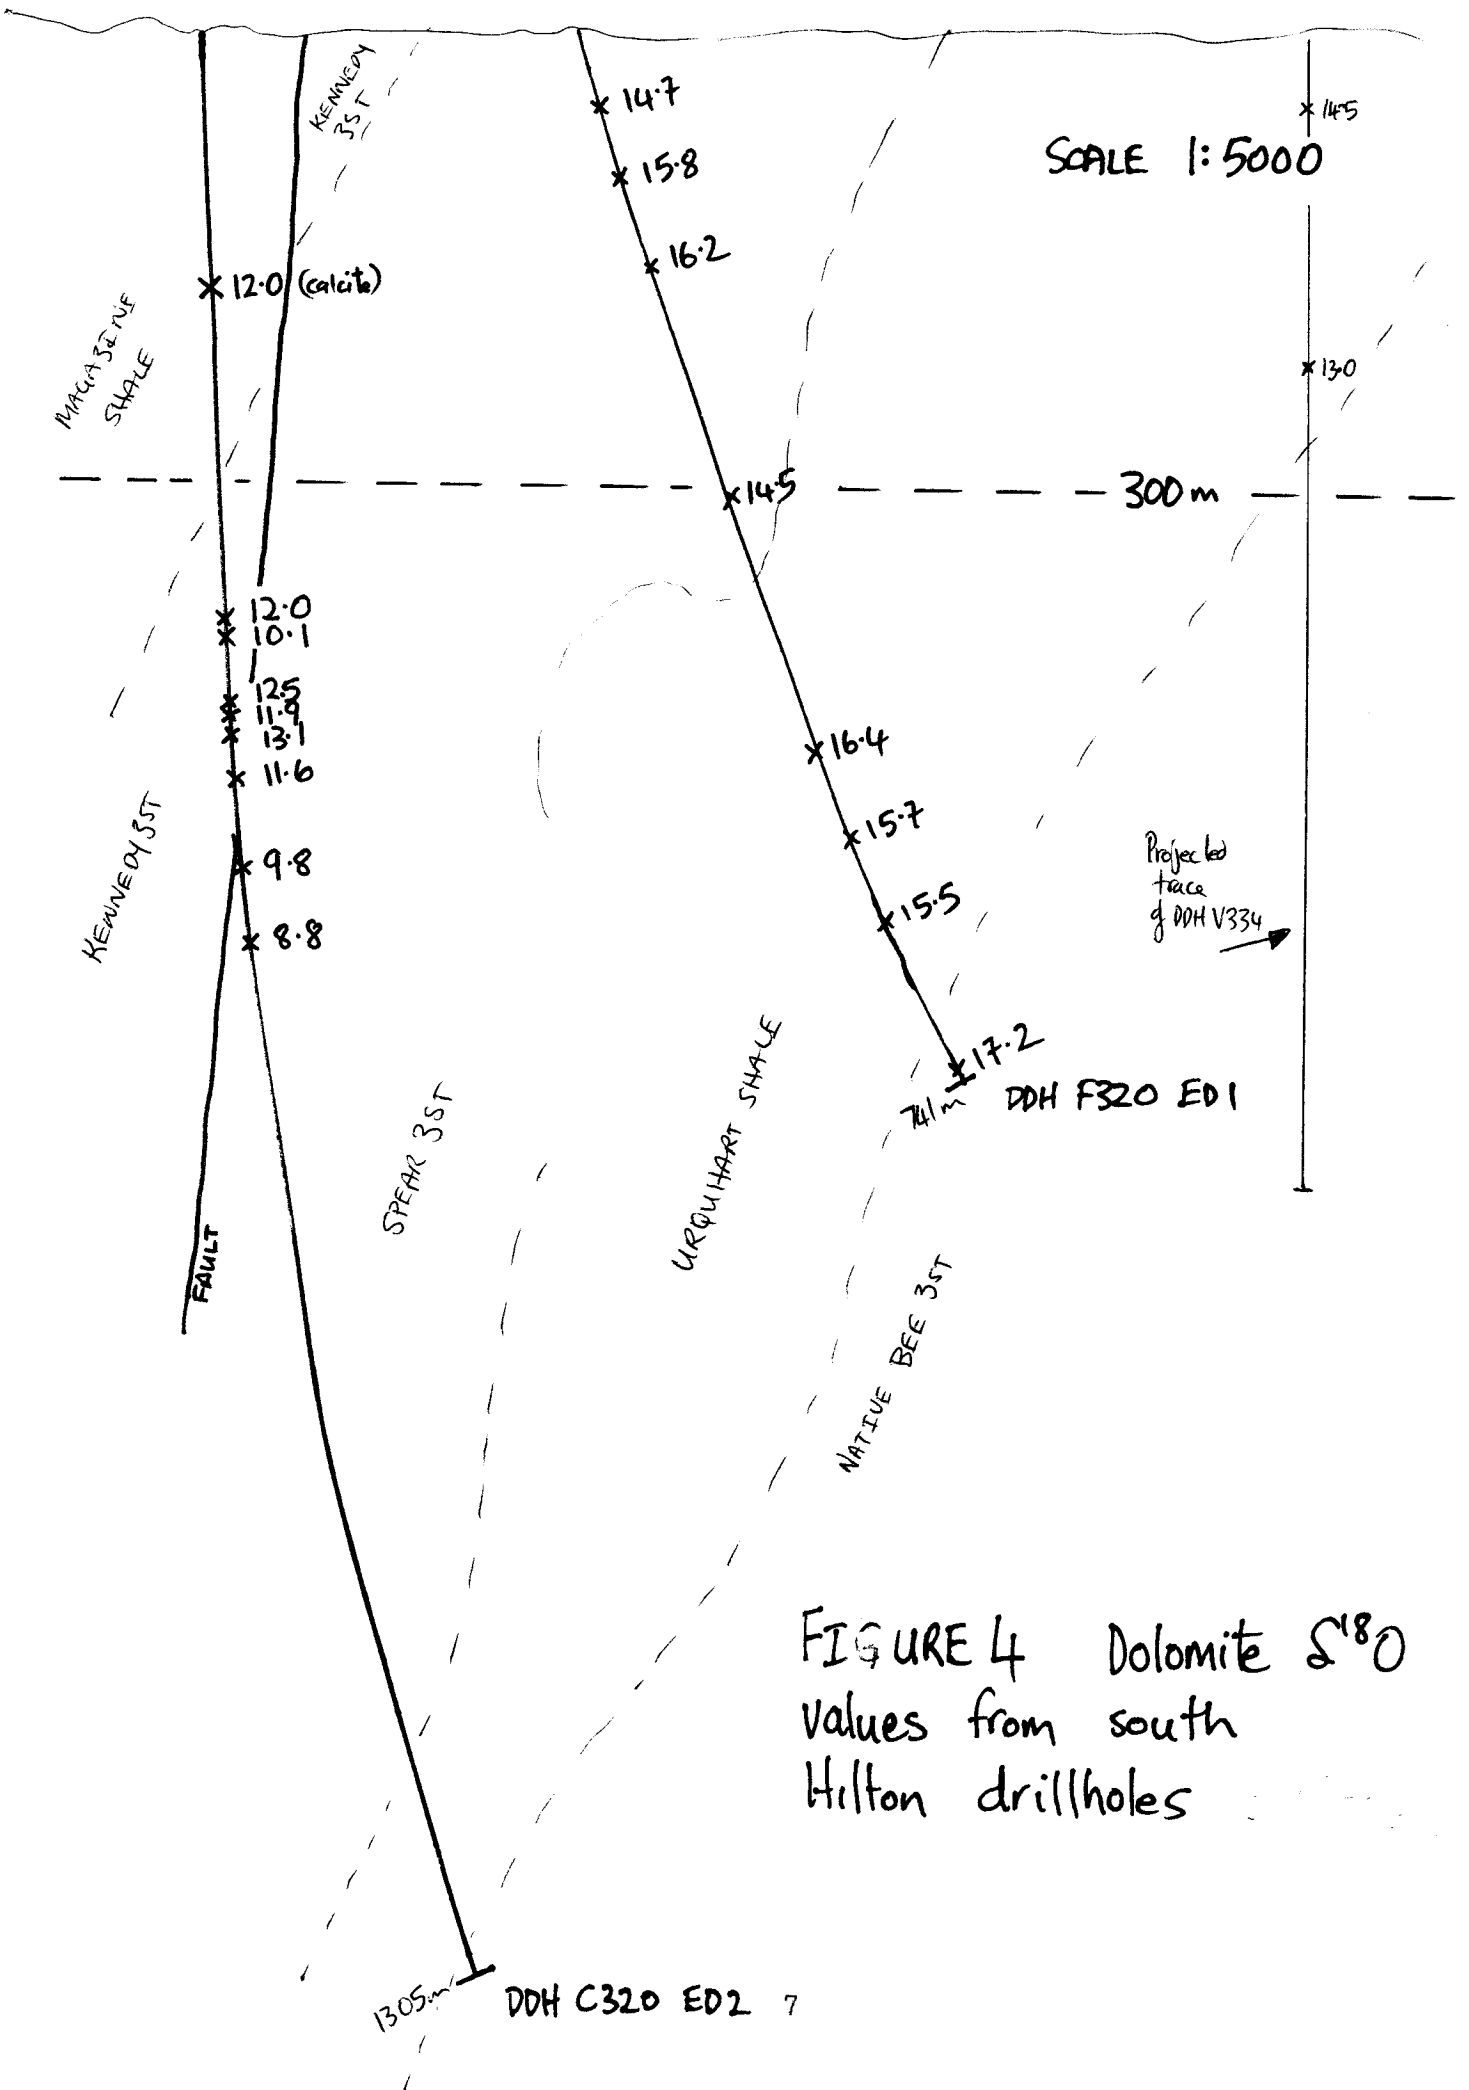 KENNEDY
3ST
14.7
15.8
16.2
SCALE 1:5000
14.5
12.0 (calcite)
MAGAZINE
SHALE
13.0
14.5
300m
12.0
10.1
12.5
11.9
13.1
11.6
9.8
8.8
KENNEDY 3ST
16.4
15.7
15.5
17.2
741m
DDH F320 ED1
Projected
trace
of DDH V334
SPEAR 3ST
URQUHART SHALE
NATIVE BEE 3ST
FAULT
FIGURE 4 Dolomite δ18O
values from south
Hilton drillholes
1305m
DDH C320 ED2
7